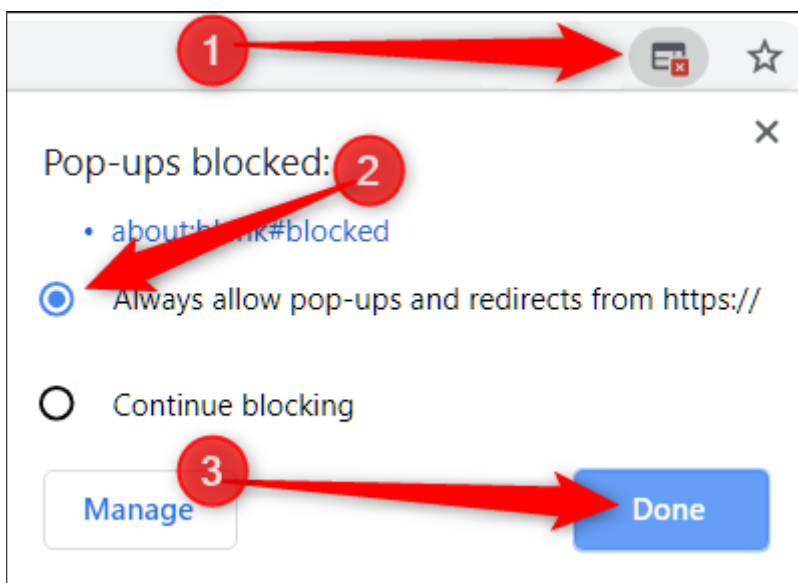 1
Pop-ups blocked:
2
• about:blank#blocked
Always allow pop-ups and redirects from https://
Continue blocking
3
Manage
Done